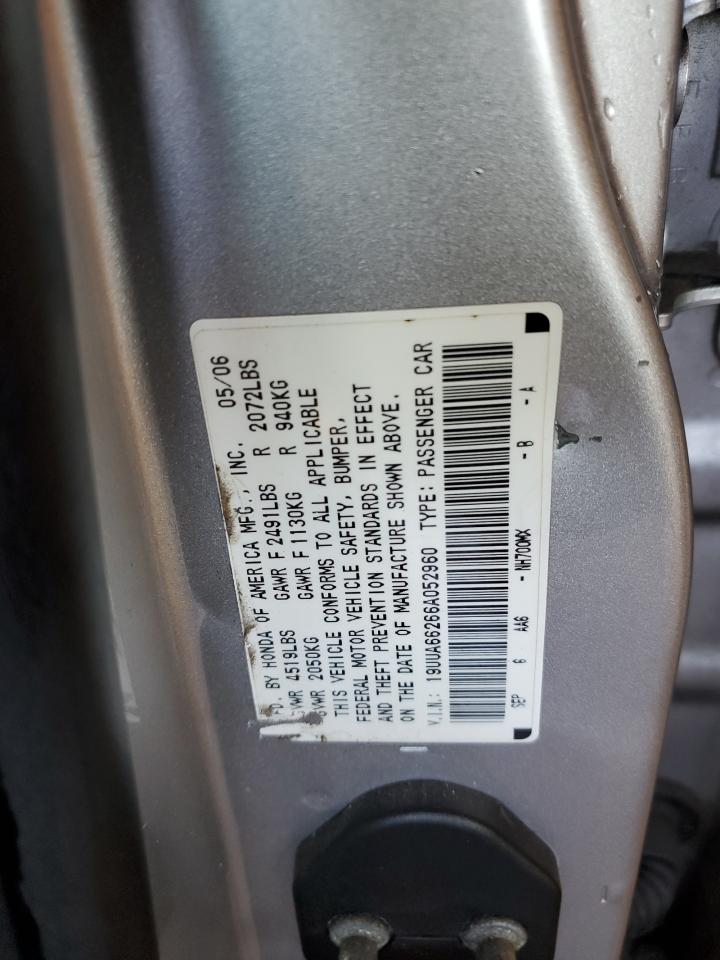 FD. BY HONDA OF AMERICA MFG., INC. 05/06
GVWR 4519LBS GAWR F 2491LBS R 2072LBS
GVWR 2050KG GAWR F 1130KG R 940KG
THIS VEHICLE CONFORMS TO ALL APPLICABLE
FEDERAL MOTOR VEHICLE SAFETY, BUMPER,
AND THEFT PREVENTION STANDARDS IN EFFECT
ON THE DATE OF MANUFACTURE SHOWN ABOVE.
V.I.N.: 19UUA66266A052960 TYPE: PASSENGER CAR
SEP 6 AA6 - NH700MX - B - A